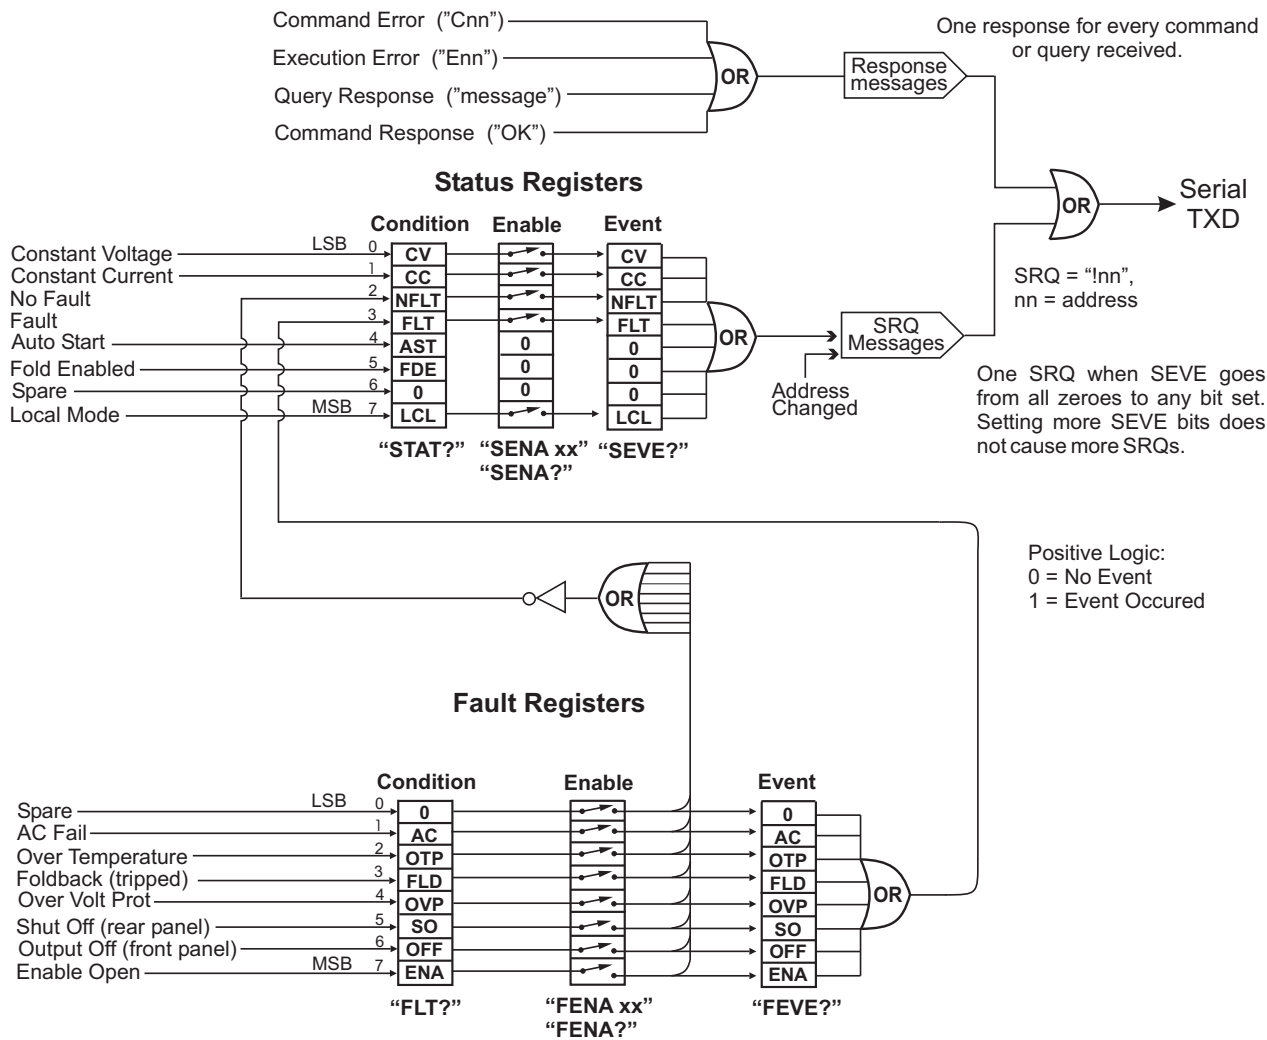 Command Error (”Cnn”)
Execution Error (”Enn”)
Query Response (”message”)
Command Response (”OK”)
OR
Response
messages
One response for every command
or query received.
OR
Serial
TXD
SRQ = “!nn”,
nn = address
Status Registers
Condition
Enable
Event
Constant Voltage
LSB
0
CV
CV
Constant Current
1
CC
CC
No Fault
2
NFLT
NFLT
Fault
3
FLT
FLT
Auto Start
4
AST
0
0
Fold Enabled
5
FDE
0
0
Spare
6
0
0
0
Local Mode
MSB
7
LCL
LCL
“STAT?”
“SENA xx”
“SENA?”
“SEVE?”
OR
SRQ
Messages
Address
Changed
One SRQ when SEVE goes
from all zeroes to any bit set.
Setting more SEVE bits does
not cause more SRQs.
Positive Logic:
0 = No Event
1 = Event Occured
OR
Fault Registers
Condition
Enable
Event
Spare
LSB
0
0
0
AC Fail
1
AC
AC
Over Temperature
2
OTP
OTP
Foldback (tripped)
3
FLD
FLD
Over Volt Prot
4
OVP
OVP
Shut Off (rear panel)
5
SO
SO
Output Off (front panel)
6
OFF
OFF
Enable Open
MSB
7
ENA
ENA
OR
“FLT?”
“FENA xx”
“FENA?”
“FEVE?”